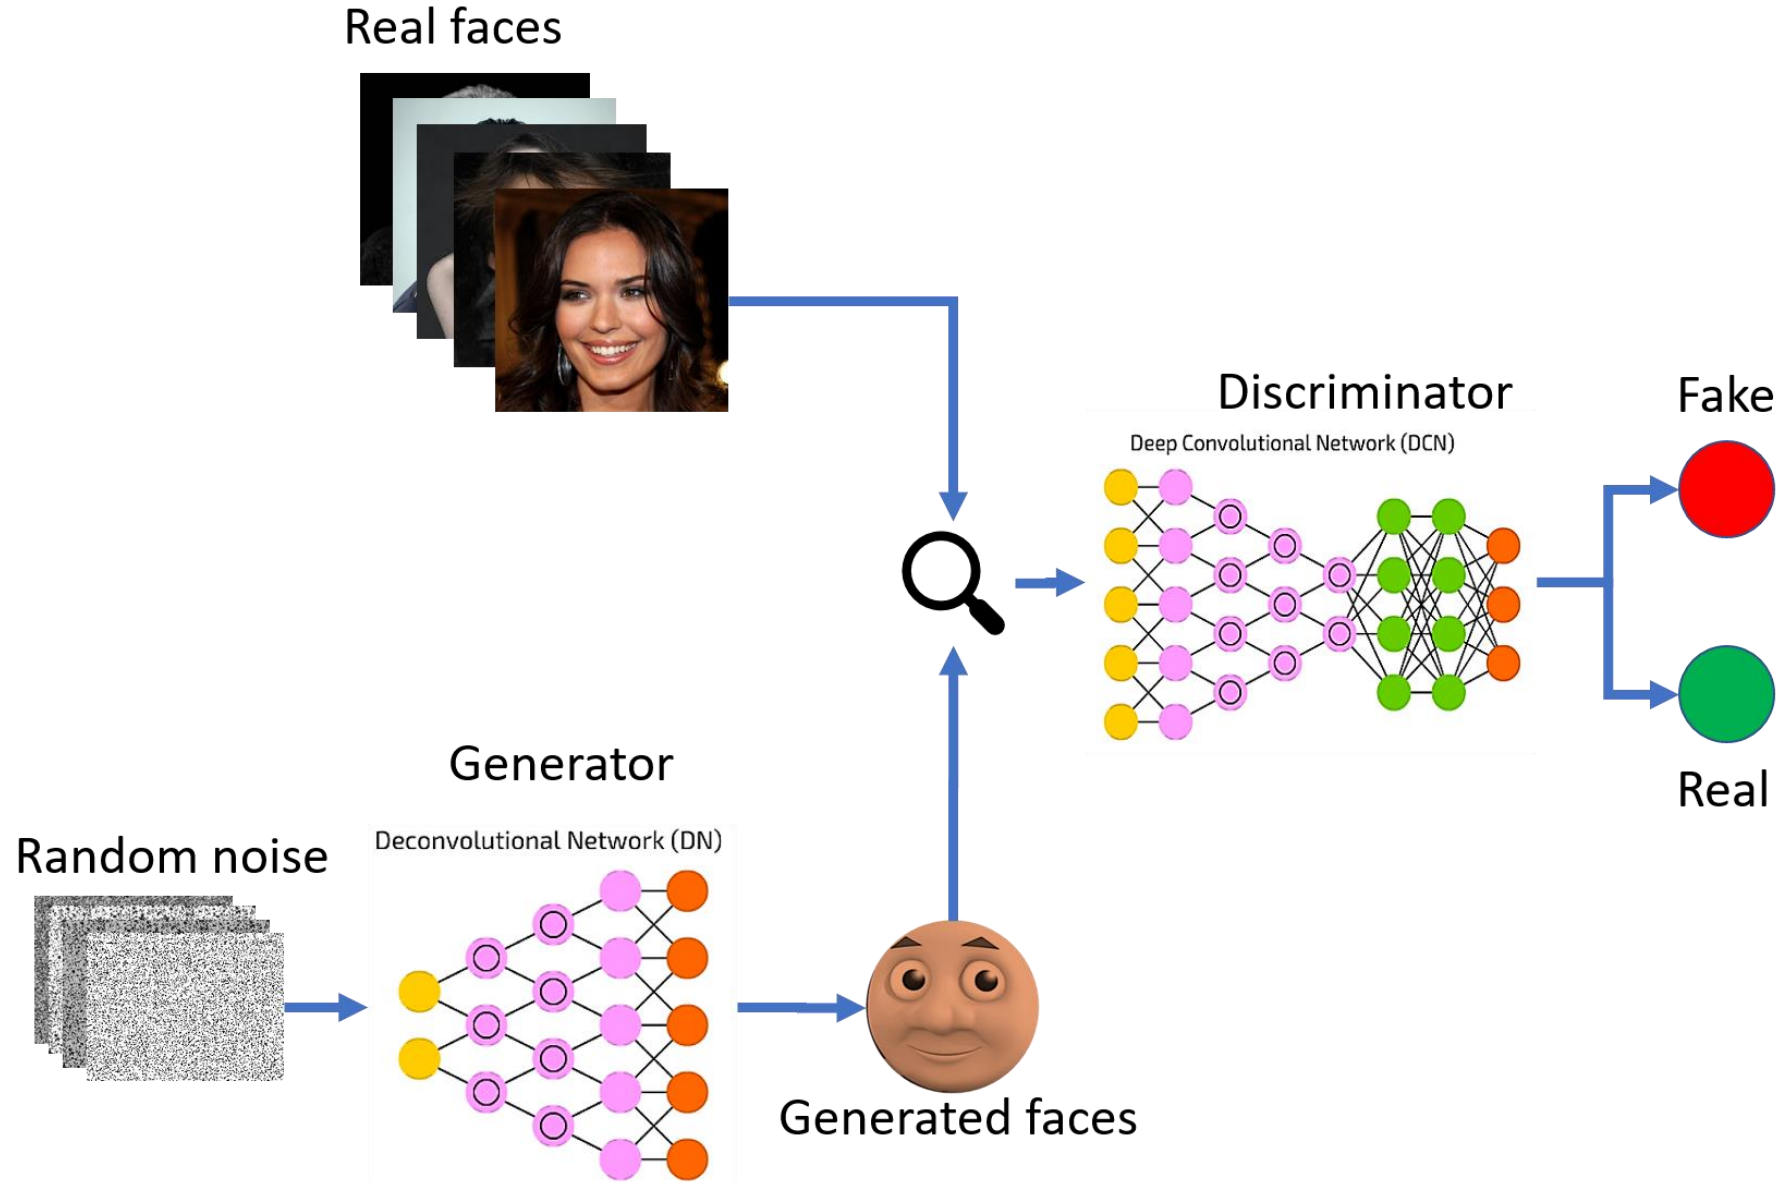 Real faces
Discriminator
Fake
Deep Convolutional Network (DCN)
Generator
Real
Random noise
Deconvolutional Network (DN)
Generated faces